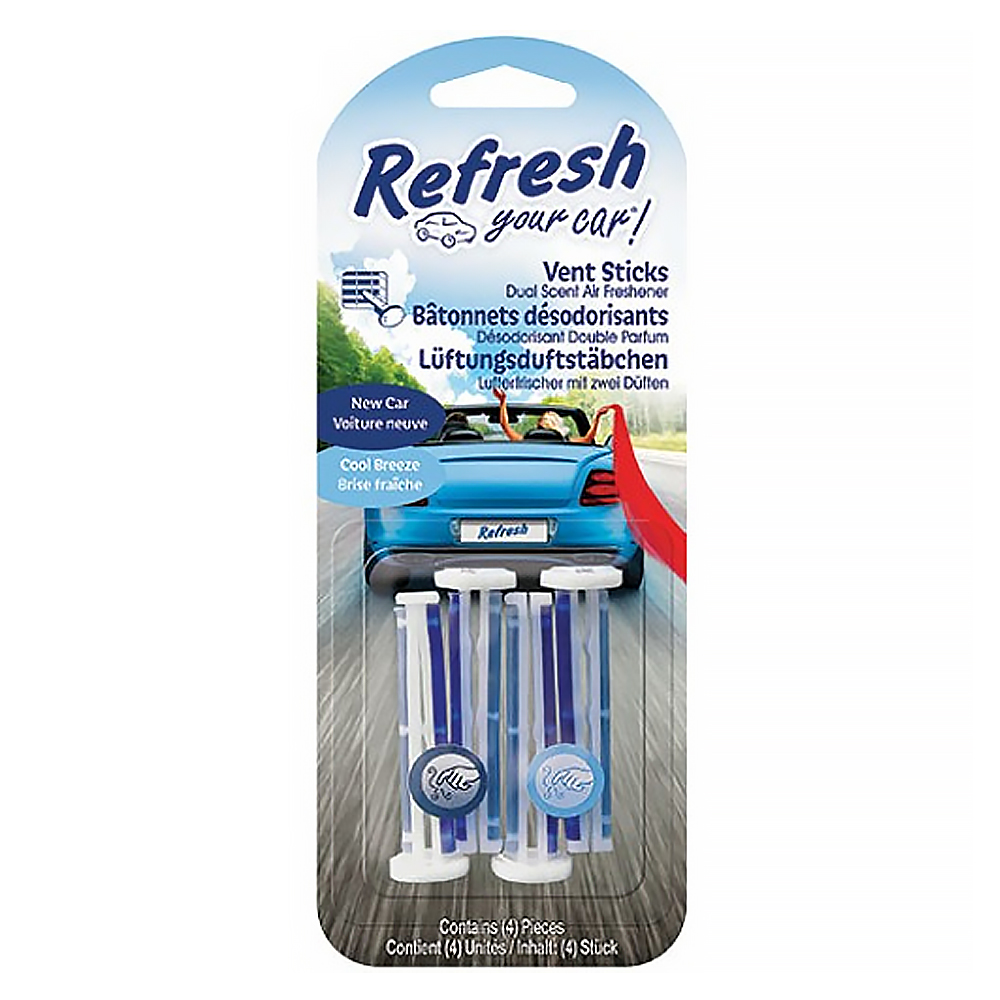 Refresh
your car!
Vent Sticks
Dual Scent Air Freshener
Bâtonnets désodorisants
Désodorisant Double Parfum
Lüftungsduftstäbchen
Lufterfrischer mit zwei Düften
New Car
Voiture neuve
Cool Breeze
Brise fraîche
Refresh
Contains (4) Pieces
Contient (4) Unités / Inhalt: (4) Stück